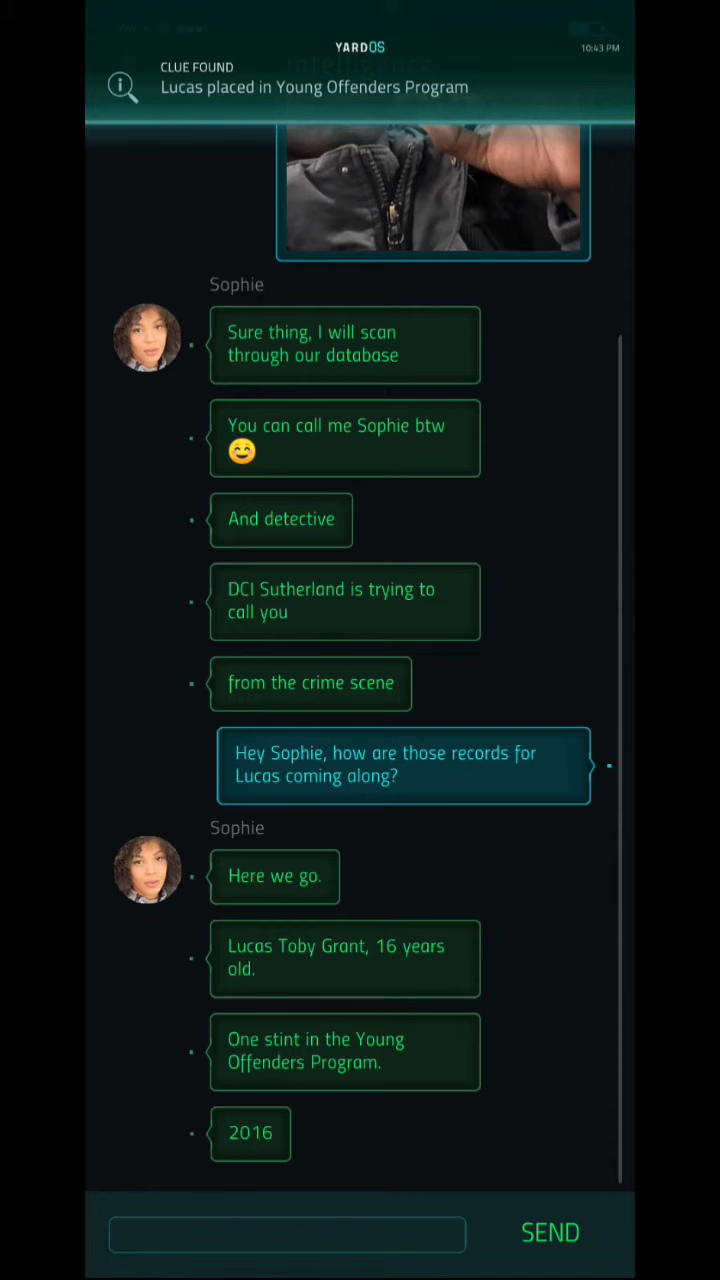 YARDOS
10:43 PM
CLUE FOUND
Lucas placed in Young Offenders Program
Sophie
Sure thing, I will scan
through our database
You can call me Sophie btw
😊
And detective
DCI Sutherland is trying to
call you
from the crime scene
Hey Sophie, how are those records for
Lucas coming along?
Sophie
Here we go.
Lucas Toby Grant, 16 years
old.
One stint in the Young
Offenders Program.
2016
SEND